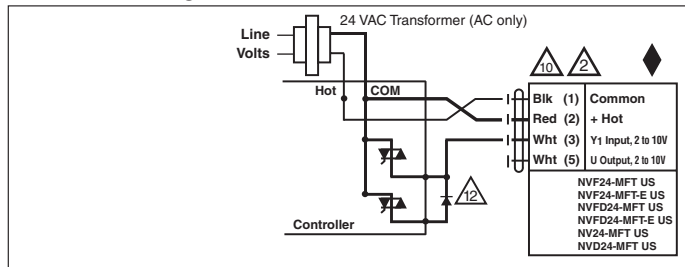 24 VAC Transformer (AC only)
Line
Volts
Hot COM
10 2
Blk (1) Common
Red (2) + Hot
Wht (3) Y1 Input, 2 to 10V
Wht (5) U Output, 2 to 10V
12
NVF24-MFT US
NVF24-MFT-E US
NVFD24-MFT US
NVFD24-MFT-E US
NV24-MFT US
NVD24-MFT US
Controller